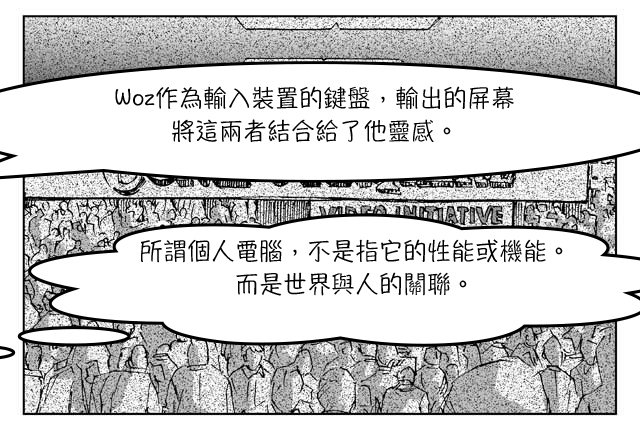 Woz作為輸入裝置的鍵盤，輸出的屏幕
將這兩者結合給了他靈感。
VIDEO INITIATIVE
所謂個人電腦，不是指它的性能或機能。
而是世界與人的關聯。